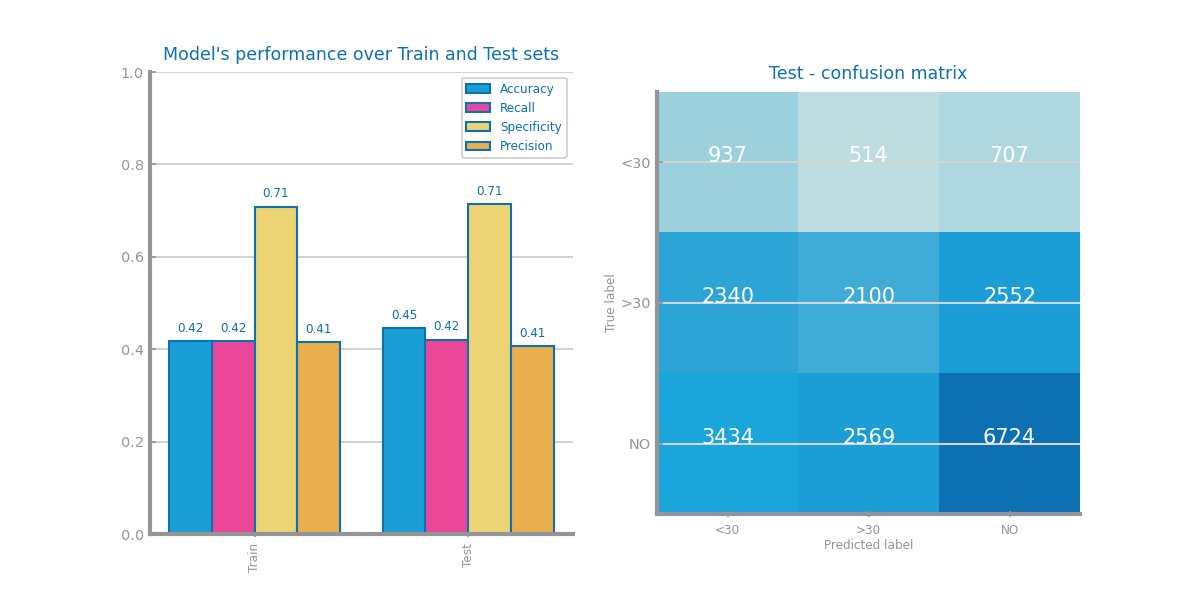 Model's performance over Train and Test sets
1.0
0.8
0.6
0.4
0.2
0.0
Accuracy
Recall
Specificity
Precision
0.42
0.42
0.71
0.41
0.45
0.42
0.71
0.41
Train
Test
Test - confusion matrix
True label
<30
>30
NO
937 514 707
2340 2100 2552
3434 2569 6724
<30 >30 NO
Predicted label